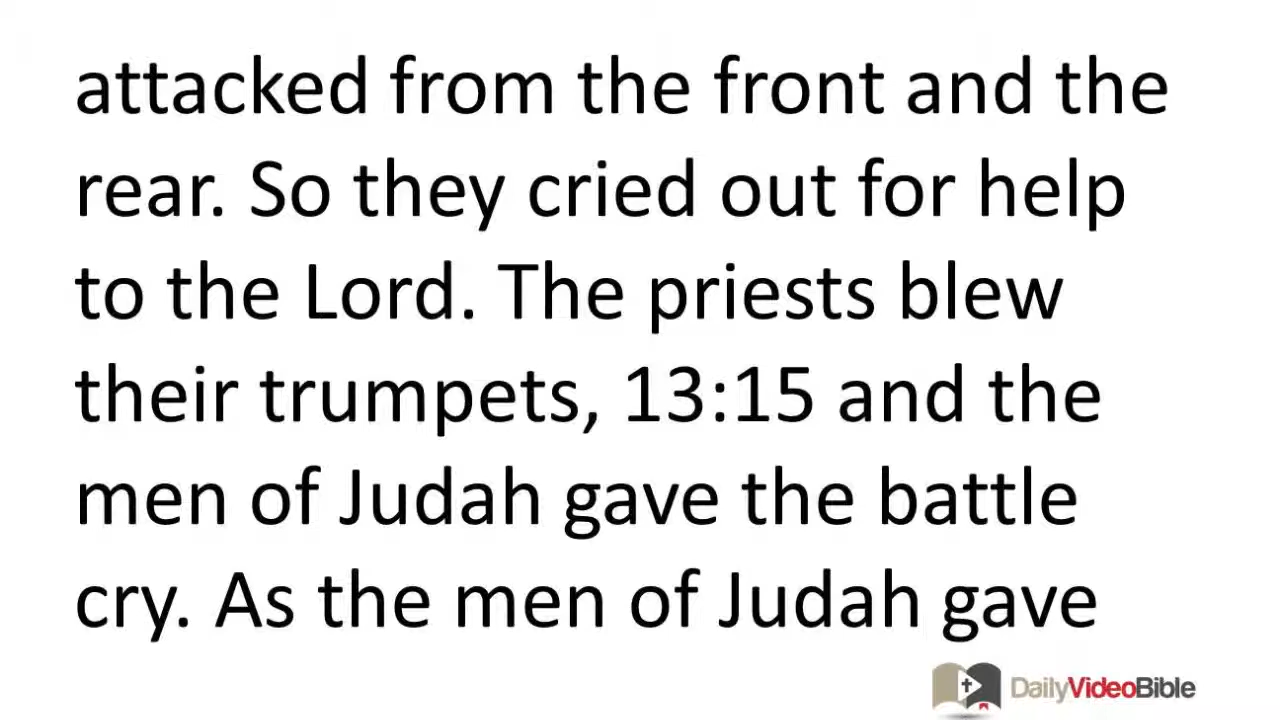 attacked from the front and the
rear. So they cried out for help
to the Lord. The priests blew
their trumpets, 13:15 and the
men of Judah gave the battle
cry. As the men of Judah gave
DailyVideoBible